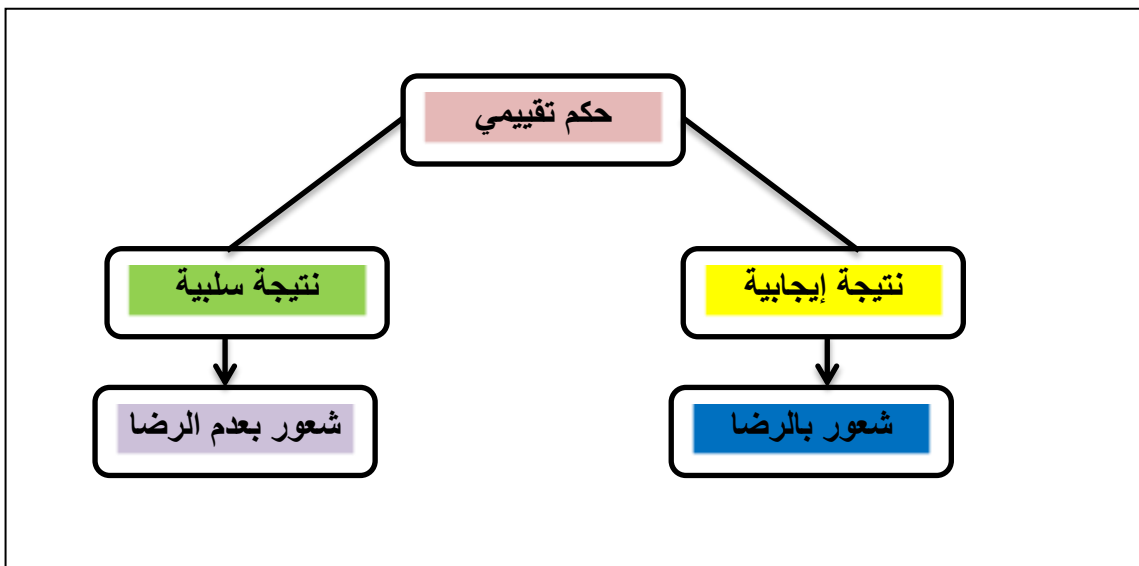 حكم تقييمي
نتيجة إيجابية
نتيجة سلبية
شعور بالرضا
شعور بعدم الرضا